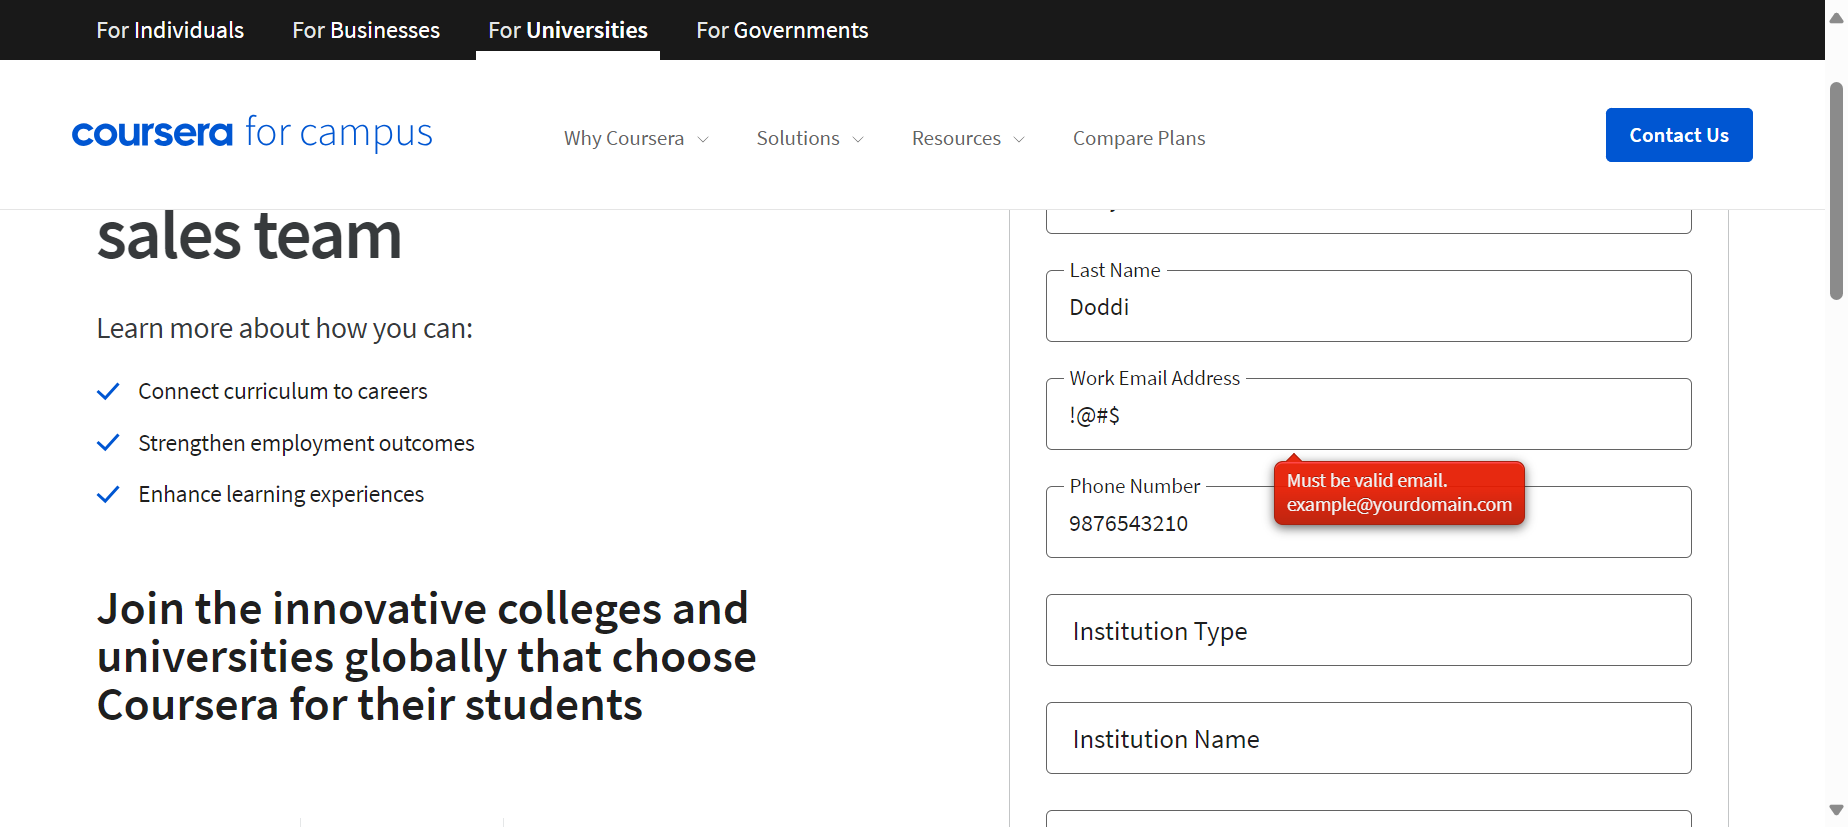 For Individuals
For Businesses
For Universities
For Governments
coursera for campus
Why Coursera
Solutions
Resources
Compare Plans
Contact Us
sales team
Learn more about how you can:
Connect curriculum to careers
Strengthen employment outcomes
Enhance learning experiences
Join the innovative colleges and
universities globally that choose
Coursera for their students
Last Name
Doddi
Work Email Address
!@#$
Must be valid email.
example@yourdomain.com
Phone Number
9876543210
Institution Type
Institution Name